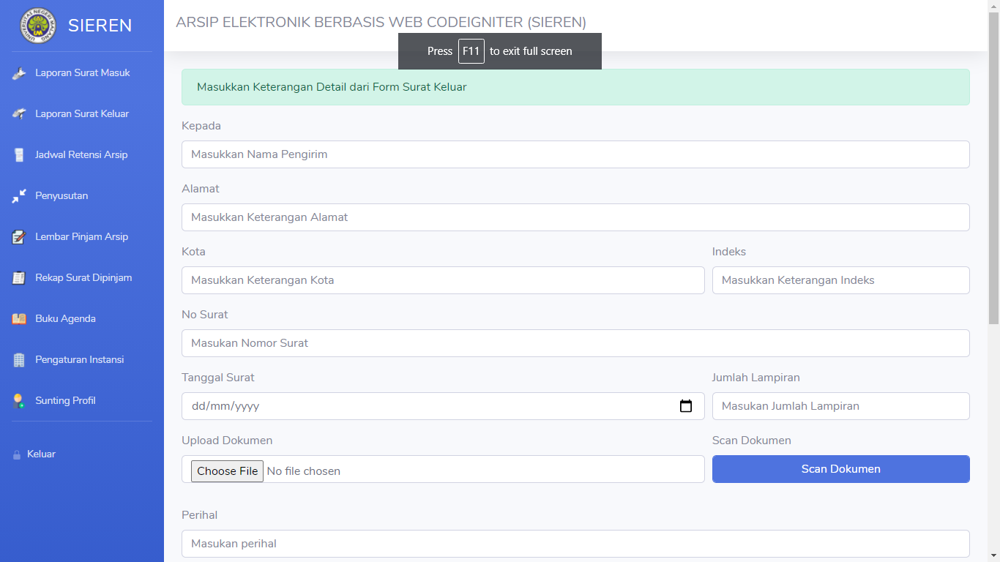 SIEREN
Laporan Surat Masuk
Laporan Surat Keluar
Jadwal Retensi Arsip
Penyusutan
Lembar Pinjam Arsip
Rekap Surat Dipinjam
Buku Agenda
Pengaturan Instansi
Sunting Profil
Keluar
ARSIP ELEKTRONIK BERBASIS WEB CODEIGNITER (SIEREN)
Press F11 to exit full screen
Masukkan Keterangan Detail dari Form Surat Keluar
Kepada
Masukkan Nama Pengirim
Alamat
Masukkan Keterangan Alamat
Kota
Masukkan Keterangan Kota
Indeks
Masukkan Keterangan Indeks
No Surat
Masukan Nomor Surat
Tanggal Surat
dd/mm/yyyy
Jumlah Lampiran
Masukan Jumlah Lampiran
Upload Dokumen
Choose File No file chosen
Scan Dokumen
Scan Dokumen
Perihal
Masukan perihal